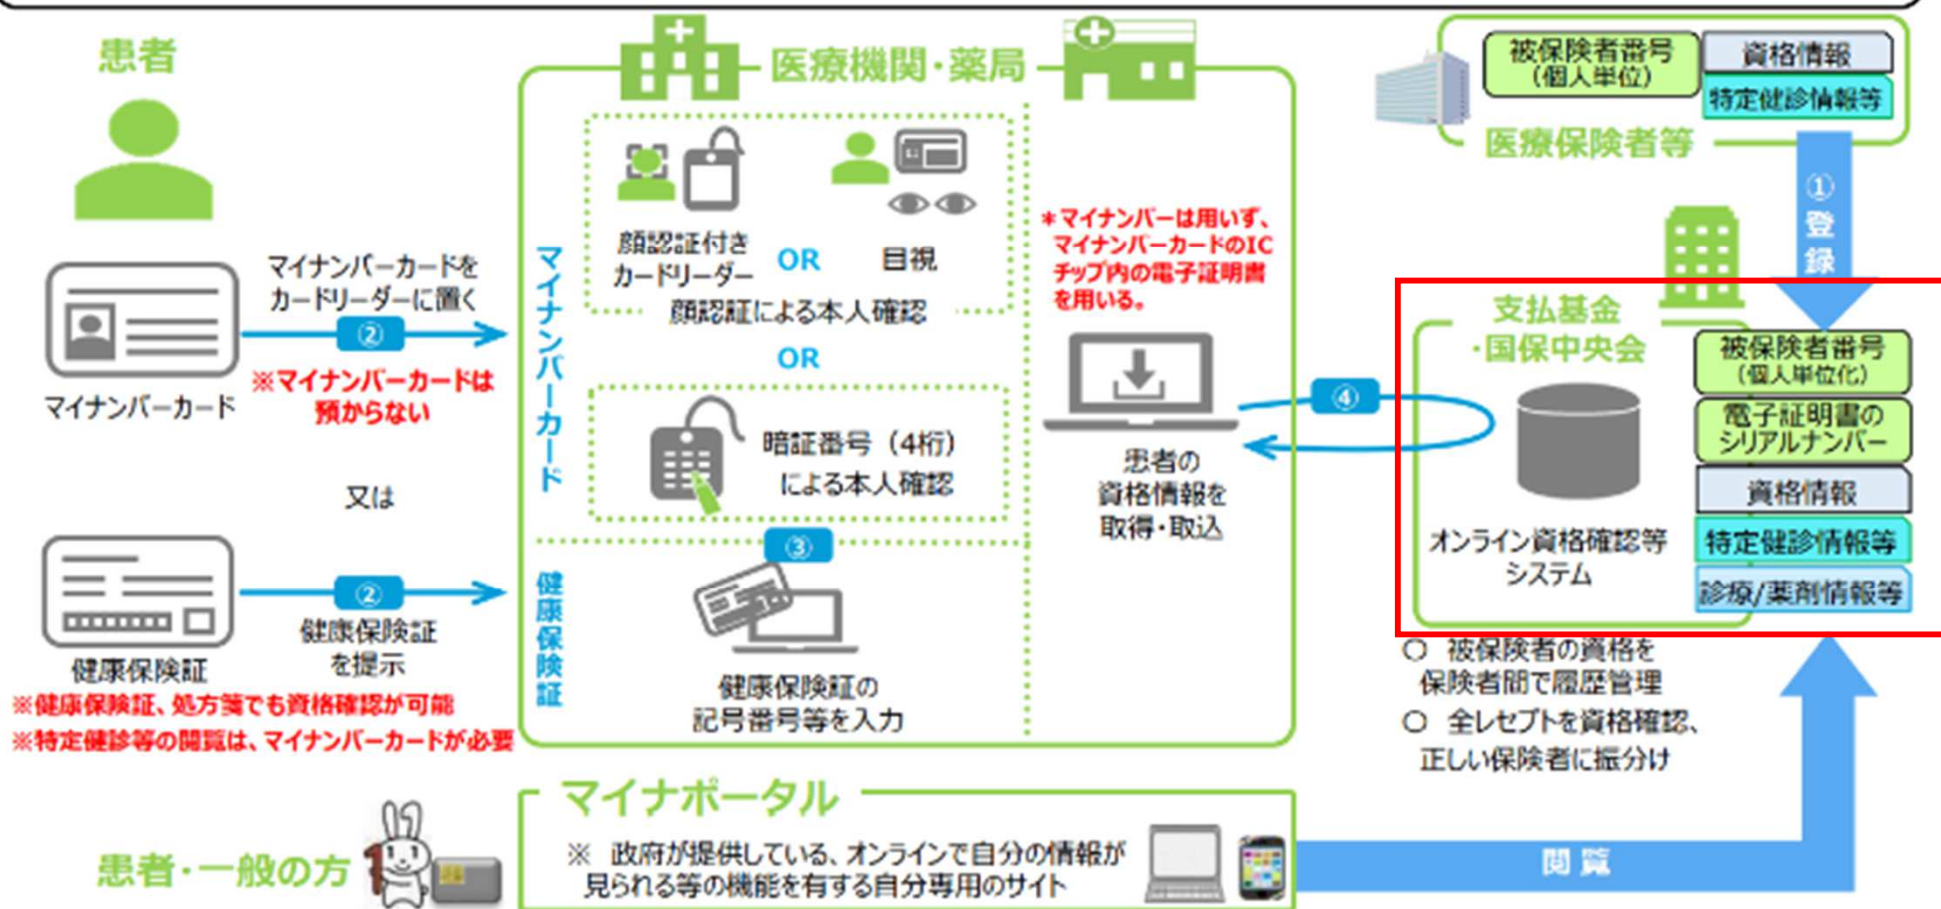 患者
医療機関・薬局
被保険者番号
（個人単位）
資格情報
特定健診情報等
医療保険者等
①
登
録
マイナンバーカードを
カードリーダーに置く
②
※マイナンバーカードは
預からない
マイナンバーカード
又は
②
健康保険証
を提示
健康保険証
※健康保険証、処方箋でも資格確認が可能
※特定健診等の閲覧は、マイナンバーカードが必要
マイナンバーカード
顔認証付き
カードリーダー
OR
目視
顔認証による本人確認
OR
暗証番号（4桁）
による本人確認
③
健康保険証
健康保険証の
記号番号等を入力
＊マイナンバーは用いず、
マイナンバーカードのIC
チップ内の電子証明書
を用いる。
患者の
資格情報を
取得・取込
④
支払基金
・国保中央会
オンライン資格確認等
システム
被保険者番号
（個人単位化）
電子証明書の
シリアルナンバー
資格情報
特定健診情報等
診療/薬剤情報等
○ 被保険者の資格を
保険者間で履歴管理
○ 全レセプトを資格確認、
正しい保険者に振分け
患者・一般の方
マイナポータル
※ 政府が提供している、オンラインで自分の情報が
見られる等の機能を有する自分専用のサイト
閲覧